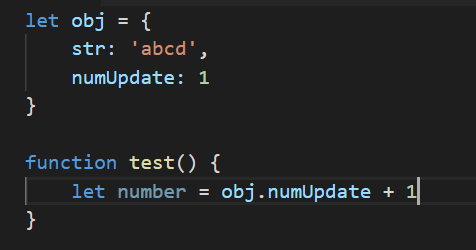 let obj = {
    str: 'abcd',
    numUpdate: 1
}

function test() {
    let number = obj.numUpdate + 1
}